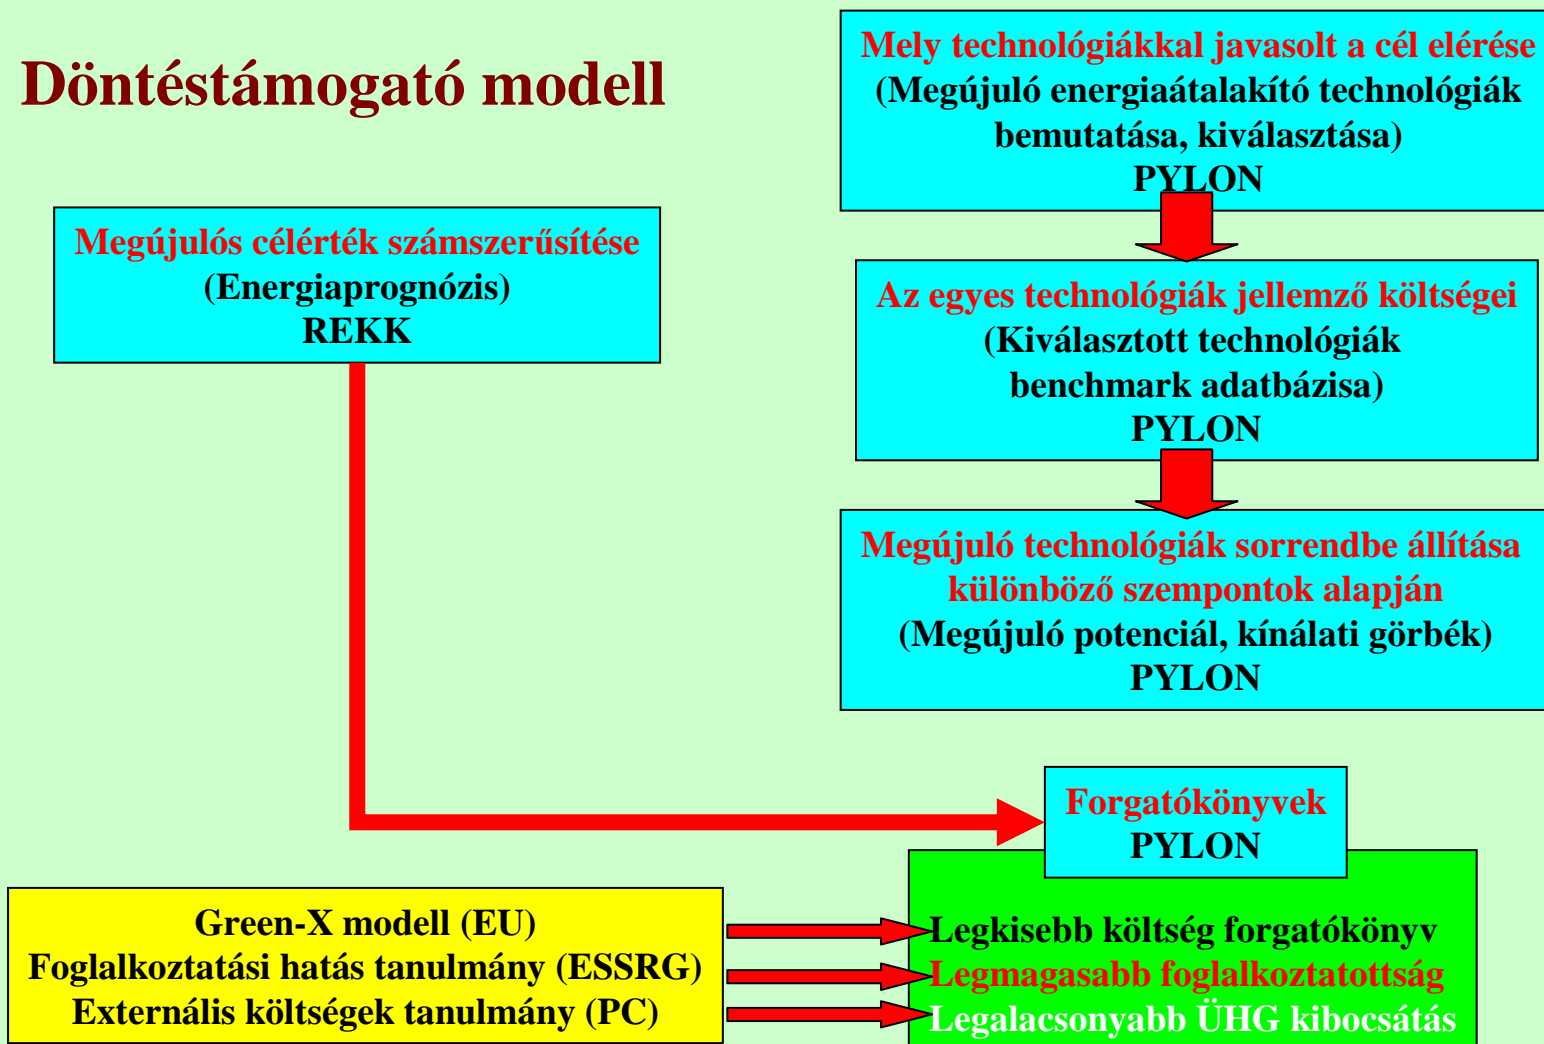 Döntéstámogató modell
Mely technológiákkal javasolt a cél elérése
(Megújuló energiaátalakító technológiák
bemutatása, kiválasztása)
PYLON
Megújulós célérték számszerűsítése
(Energiaprognózis)
REKK
Az egyes technológiák jellemző költségei
(Kiválasztott technológiák
benchmark adatbázisa)
PYLON
Megújuló technológiák sorrendbe állítása
különböző szempontok alapján
(Megújuló potenciál, kínálati görbék)
PYLON
Forgatókönyvek
PYLON
Green-X modell (EU)
Foglalkoztatási hatás tanulmány (ESSRG)
Externális költségek tanulmány (PC)
Legkisebb költség forgatókönyv
Legmagasabb foglalkoztatottság
Legalacsonyabb ÜHG kibocsátás